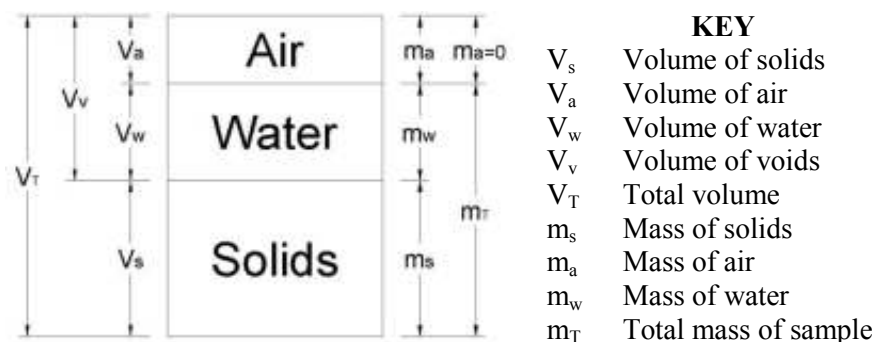 Air
Water
Solids
Va
Vv
Vw
VT
Vs
ma
ma=0
mw
mT
ms
KEY
Vs Volume of solids
Va Volume of air
Vw Volume of water
Vv Volume of voids
VT Total volume
ms Mass of solids
ma Mass of air
mw Mass of water
mT Total mass of sample